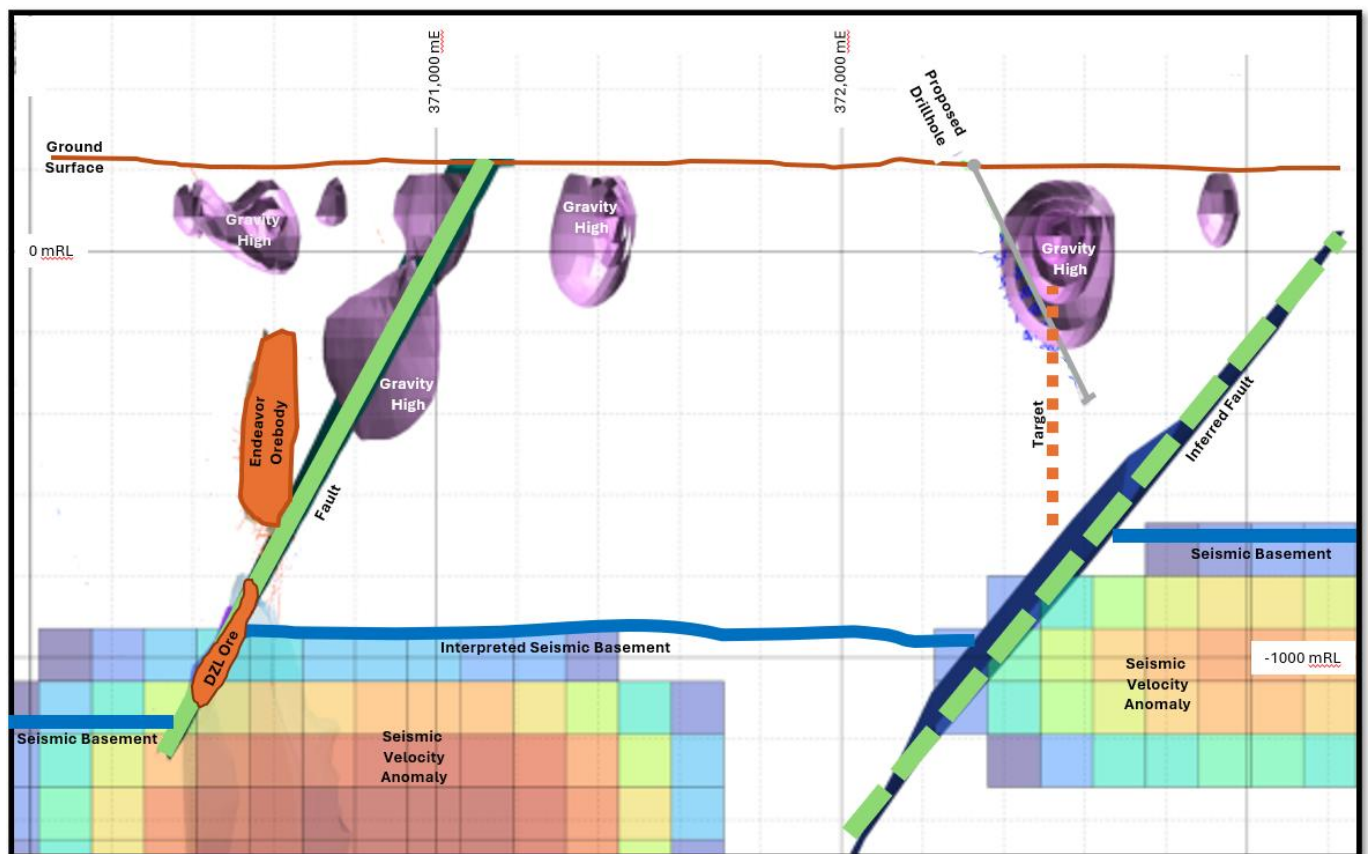 371,000 mE
372,000 mE
Proposed
Drillhole
Ground
Surface
Gravity
High
Gravity
High
0 mRL
Gravity
High
Gravity
High
Endeavor
Orebody
Target
Inferred Fault
Fault
Seismic Basement
DZL Ore
Interpreted Seismic Basement
-1000 mRL
Seismic
Velocity
Anomaly
Seismic Basement
Seismic
Velocity
Anomaly